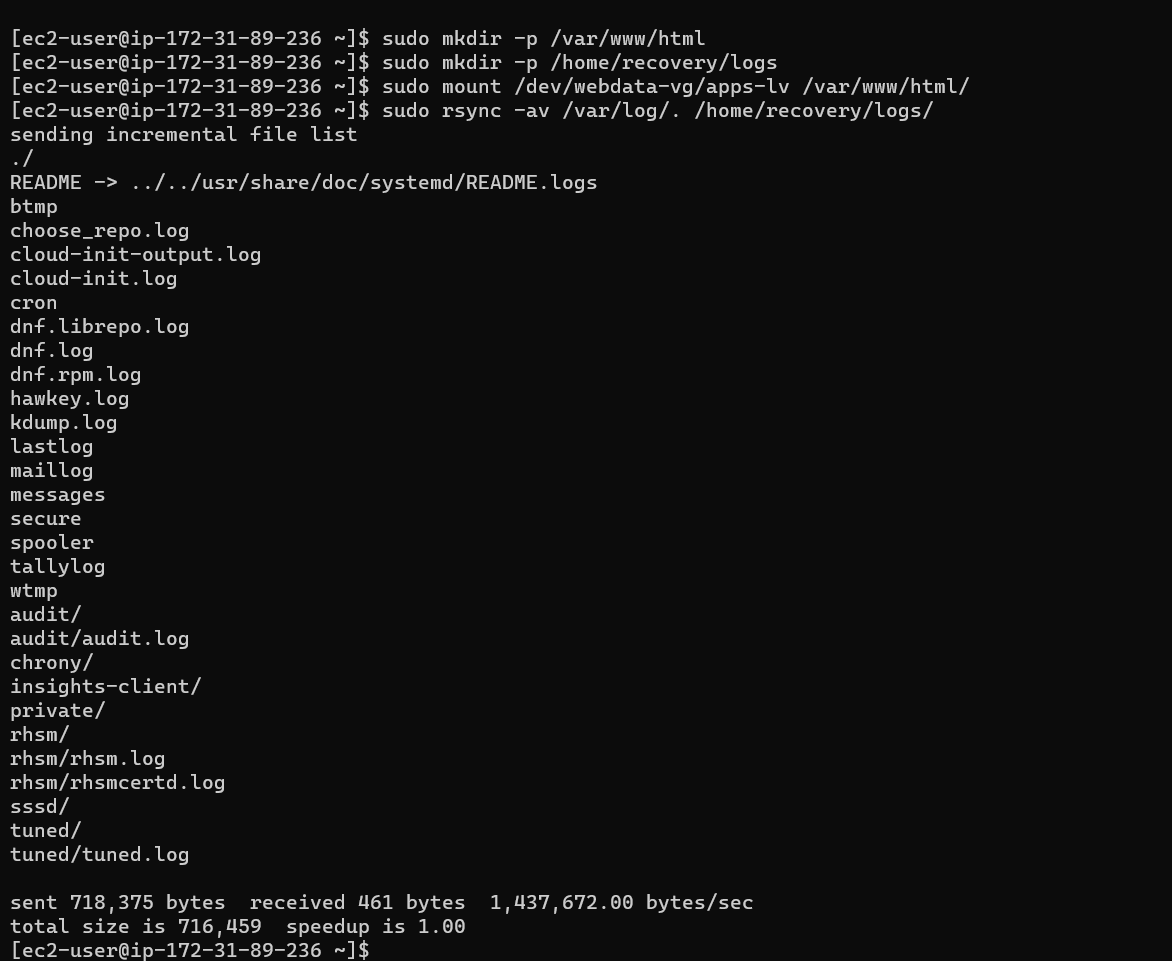 [ec2-user@ip-172-31-89-236 ~]$ sudo mkdir -p /var/www/html
[ec2-user@ip-172-31-89-236 ~]$ sudo mkdir -p /home/recovery/logs
[ec2-user@ip-172-31-89-236 ~]$ sudo mount /dev/webdata-vg/apps-lv /var/www/html/
[ec2-user@ip-172-31-89-236 ~]$ sudo rsync -av /var/log/. /home/recovery/logs/
sending incremental file list
./
README -> ../../usr/share/doc/systemd/README.logs
btmp
choose_repo.log
cloud-init-output.log
cloud-init.log
cron
dnf.librepo.log
dnf.log
dnf.rpm.log
hawkey.log
kdump.log
lastlog
maillog
messages
secure
spooler
tallylog
wtmp
audit/
audit/audit.log
chrony/
insights-client/
private/
rhsm/
rhsm/rhsm.log
rhsm/rhsmcertd.log
sssd/
tuned/
tuned/tuned.log

sent 718,375 bytes  received 461 bytes  1,437,672.00 bytes/sec
total size is 716,459  speedup is 1.00
[ec2-user@ip-172-31-89-236 ~]$